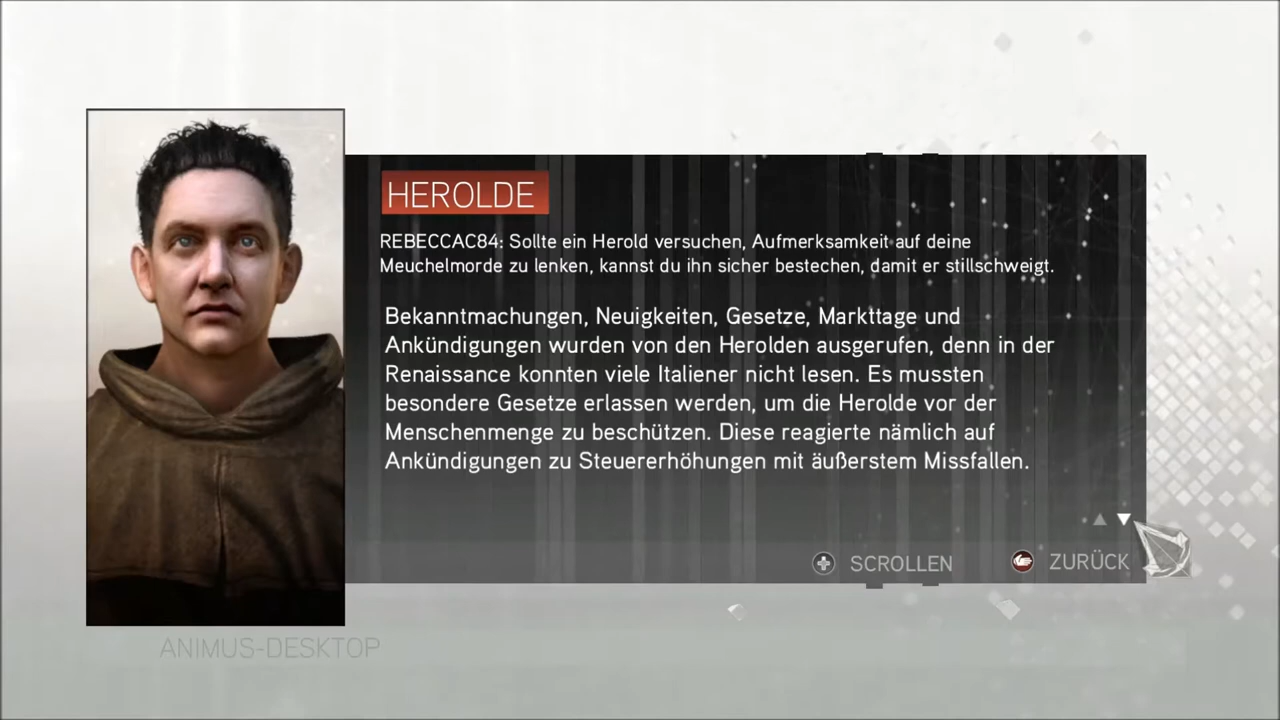 HEROLDE
REBECCAC84: Sollte ein Herold versuchen, Aufmerksamkeit auf deine
Meuchelmorde zu lenken, kannst du ihn sicher bestechen, damit er stillschweigt.
Bekanntmachungen, Neuigkeiten, Gesetze, Markttage und
Ankündigungen wurden von den Herolden ausgerufen, denn in der
Renaissance konnten viele Italiener nicht lesen. Es mussten
besondere Gesetze erlassen werden, um die Herolde vor der
Menschenmenge zu beschützen. Diese reagierte nämlich auf
Ankündigungen zu Steuererhöhungen mit äußerstem Missfallen.
SCROLLEN ZURÜCK
ANIMUS-DESKTOP